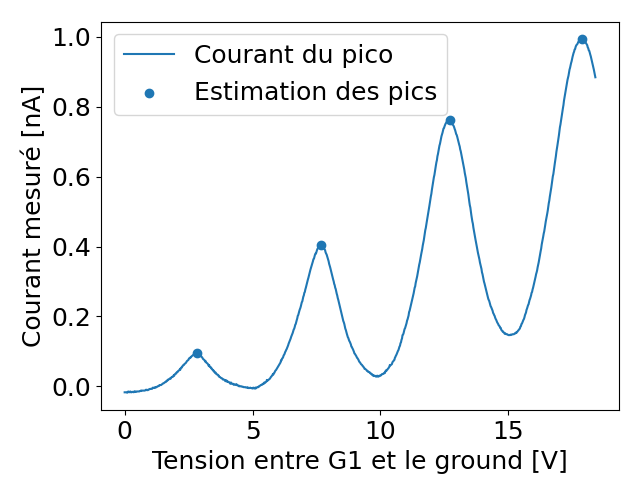 Courant du pico
Estimation des pics
Courant mesuré [nA]
1.0
0.8
0.6
0.4
0.2
0.0
0 5 10 15
Tension entre G1 et le ground [V]